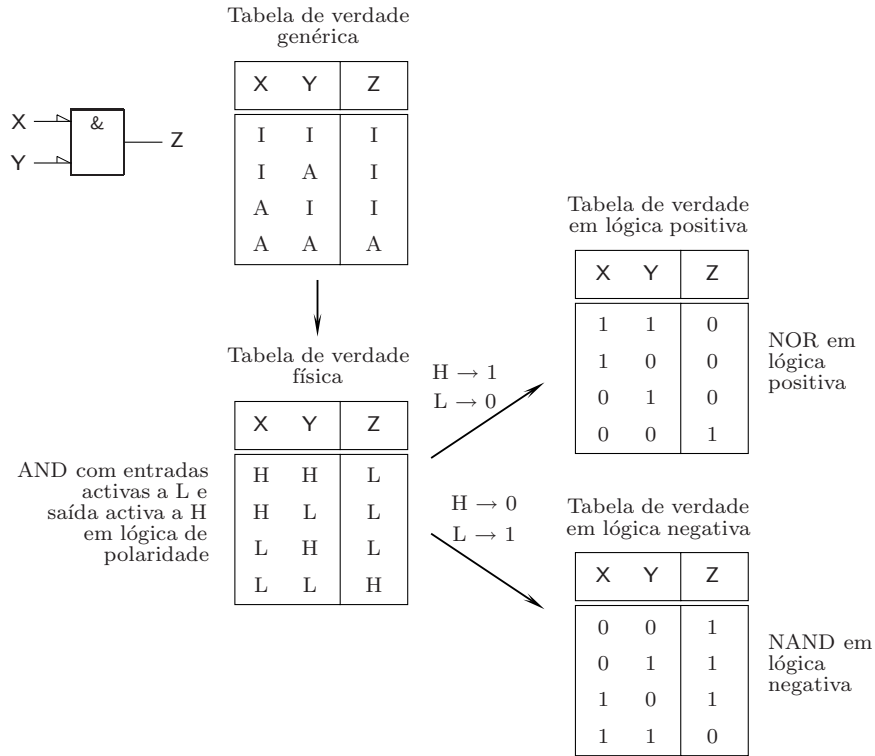 Tabela de verdade
genérica
X Y Z
I I I
I A I
A I I
A A A
X
Y
&
Z
Tabela de verdade
física
X Y Z
H H L
H L L
L H L
L L H
AND com entradas
activas a L e
saída activa a H
em lógica de
polaridade
H → 1
L → 0
Tabela de verdade
em lógica positiva
X Y Z
1 1 0
1 0 0
0 1 0
0 0 1
NOR em
lógica
positiva
H → 0
L → 1
Tabela de verdade
em lógica negativa
X Y Z
0 0 1
0 1 1
1 0 1
1 1 0
NAND em
lógica
negativa